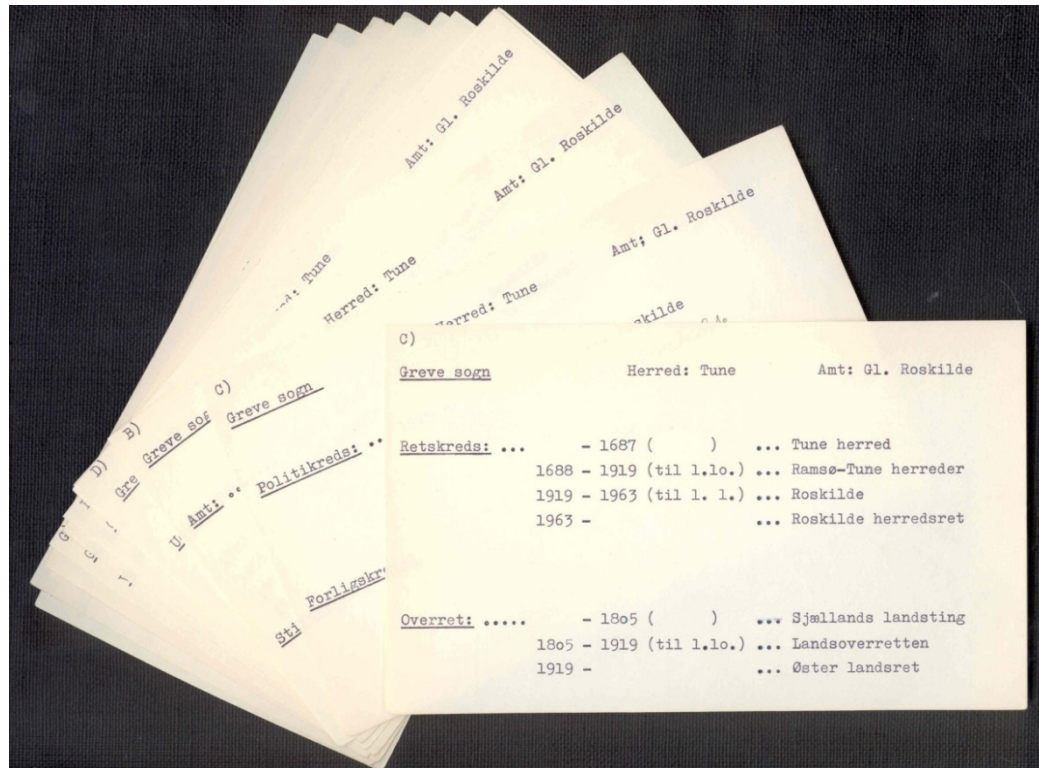 Amt: Gl. Roskilde
Tune
Amt: Gl. Roskilde
Herred: Tune
Amt; Gl. Roskilde
Tune
C)
Greve sogn
B)
Greve
D)
Amt:
Politikreds: ..
C)
Greve sogn Herred: Tune Amt: Gl. Roskilde
Retskreds: ... - 1687 ( ) ... Tune herred
1688 - 1919 (til 1.1o.) ... Ramsø-Tune herreder
1919 - 1963 (til 1. 1.) ... Roskilde
1963 - ... Roskilde herredsret
Overret: ..... - 18o5 ( ) ... Sjællands landsting
18o5 - 1919 (til 1.1o.) ... Landsoverretten
1919 - ... Øster landsret